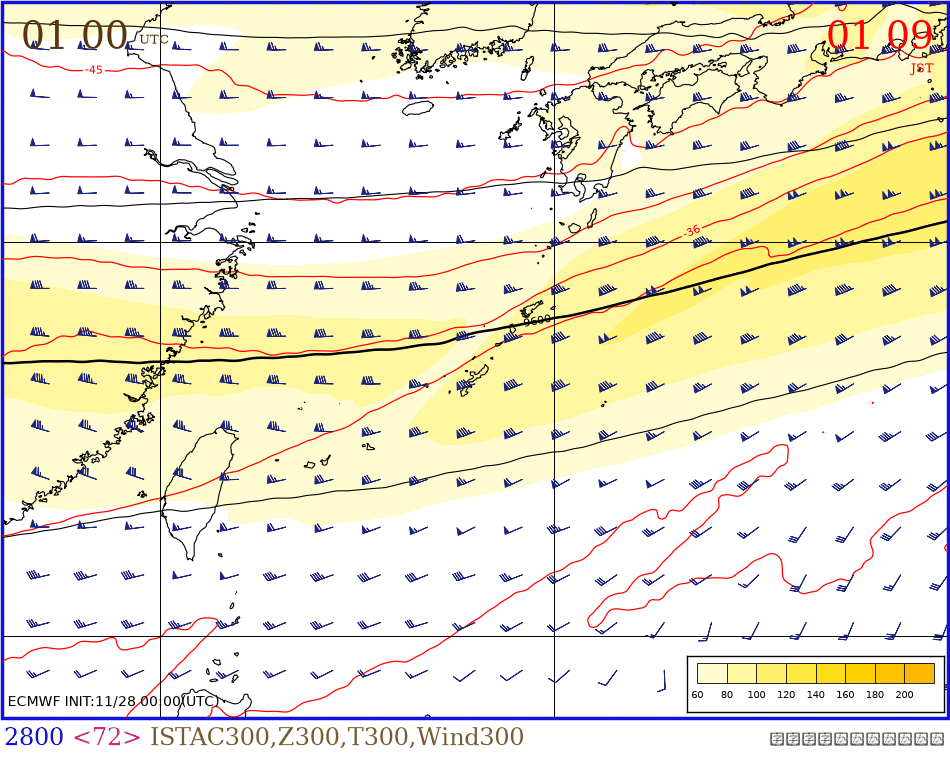 01 00 UTC
01 09
JST
-45
-36
9600
ECMWF INIT:11/28 00:00(UTC)
60 80 100 120 140 160 180 200
2800 <72> ISTAC300,Z300,T300,Wind300